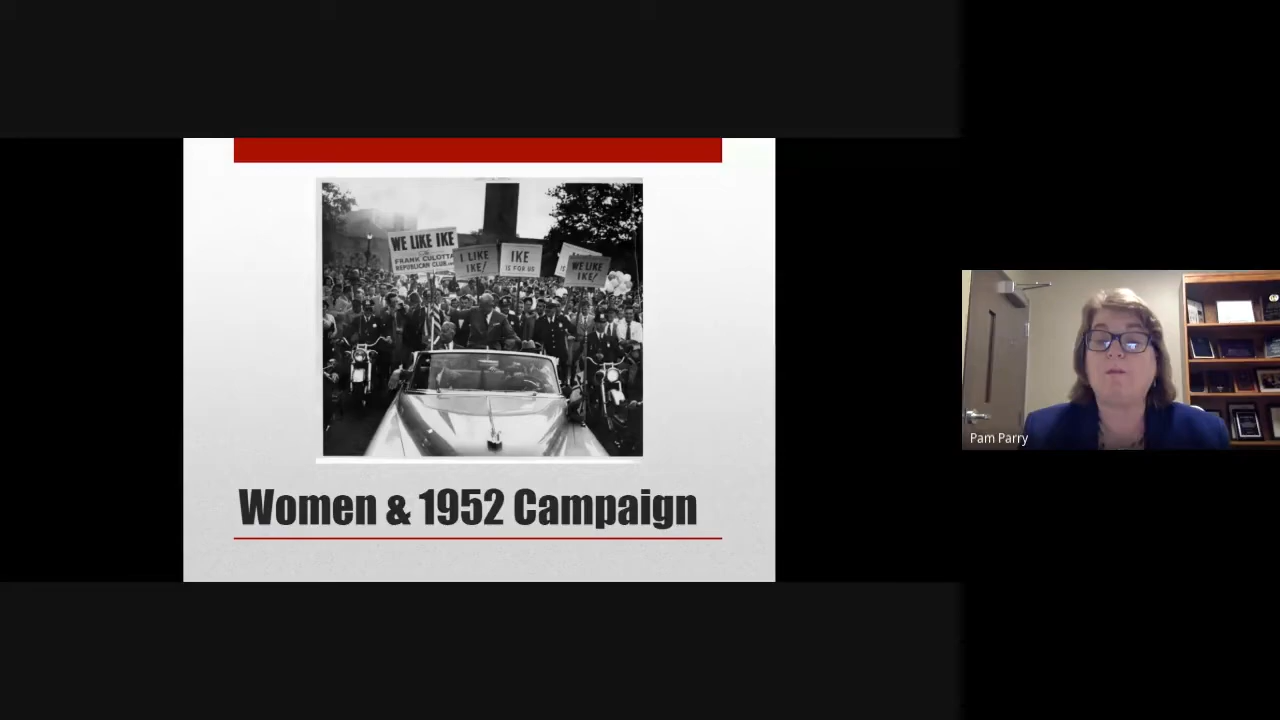 WE LIKE IKE
FRANK CULOTTA
REPUBLICAN CLUB
I LIKE
IKE!
IKE
IS FOR US
WE LIKE
IKE!
Women & 1952 Campaign
Pam Parry